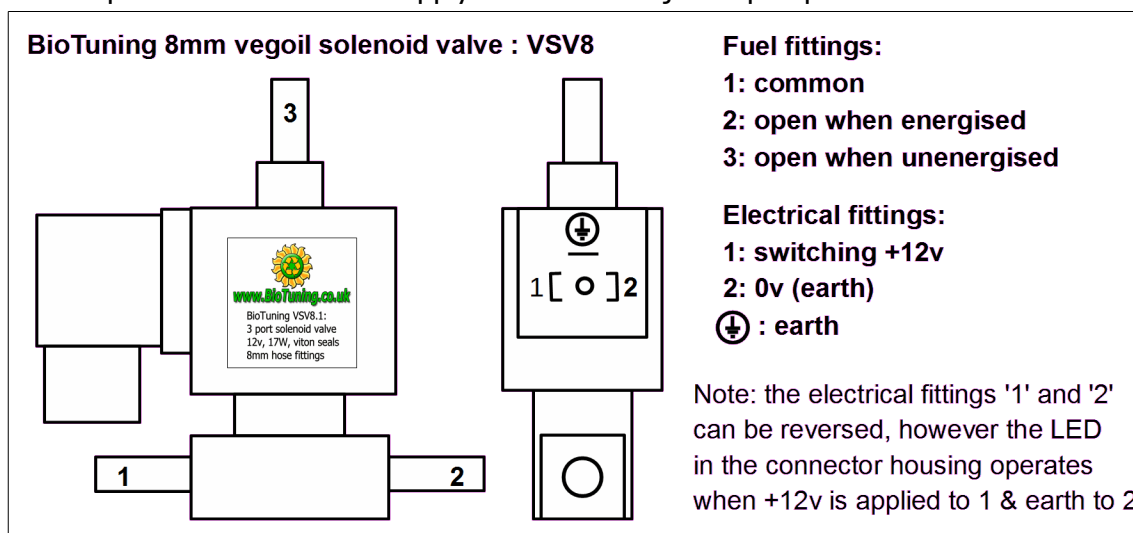 BioTuning 8mm vegoil solenoid valve : VSV8
3
www.BioTuning.co.uk
BioTuning VSV8.1:
3 port solenoid valve
12v, 17W, viton seals
8mm hose fittings
1
2
1
2
Fuel fittings:
1: common
2: open when energised
3: open when unenergised
Electrical fittings:
1: switching +12v
2: 0v (earth)
: earth
Note: the electrical fittings '1' and '2'
can be reversed, however the LED
in the connector housing operates
when +12v is applied to 1 & earth to 2